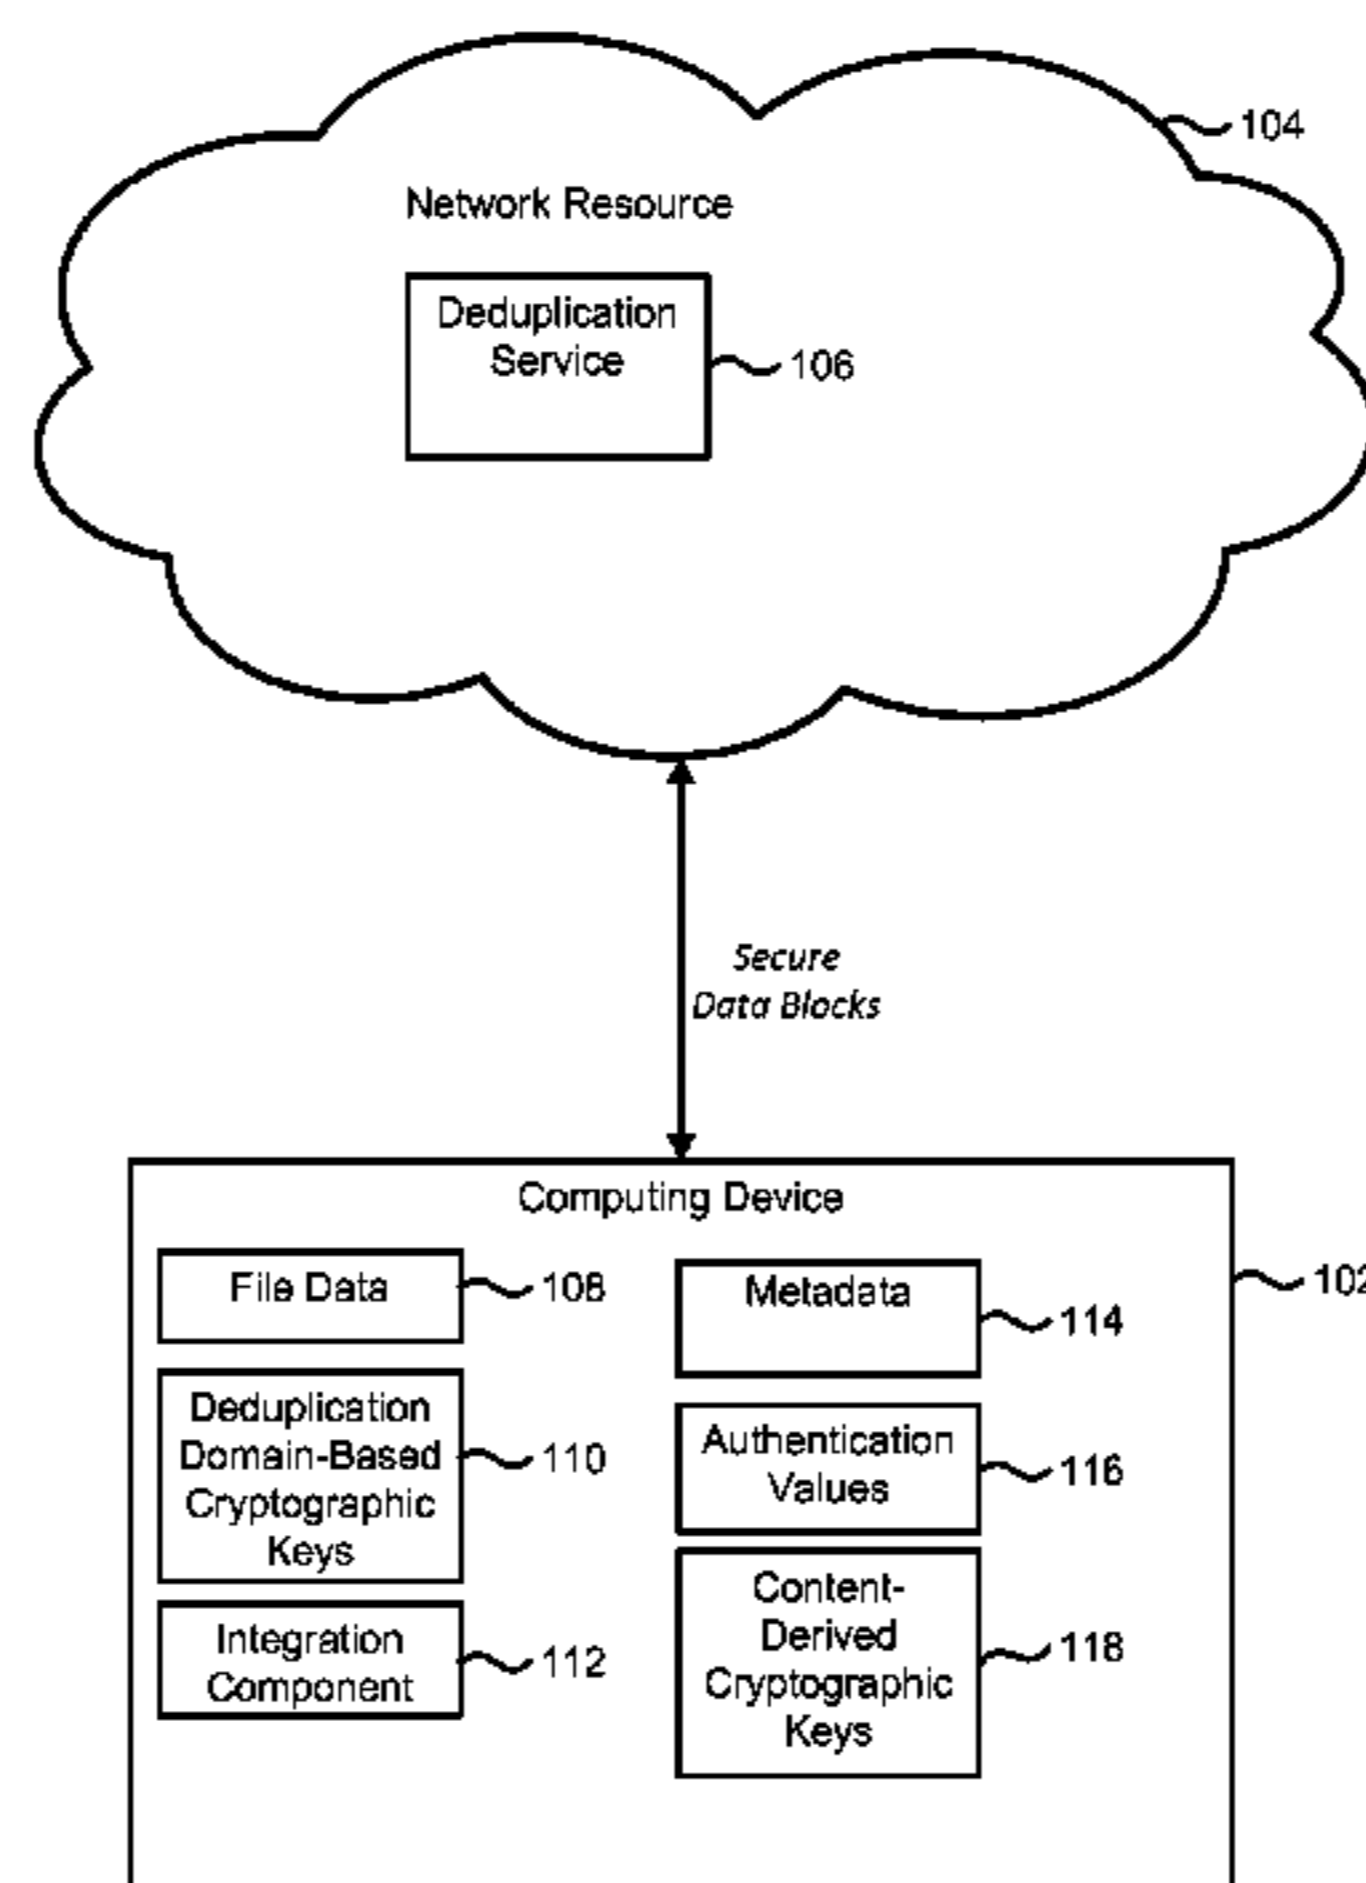 104
Network Resource
Deduplication
Service
106
Secure
Data Blocks
Computing Device
File Data
108
Deduplication
Domain-Based
Cryptographic
Keys
110
Integration
Component
112
Metadata
114
Authentication
Values
116
Content-
Derived
Cryptographic
Keys
118
102